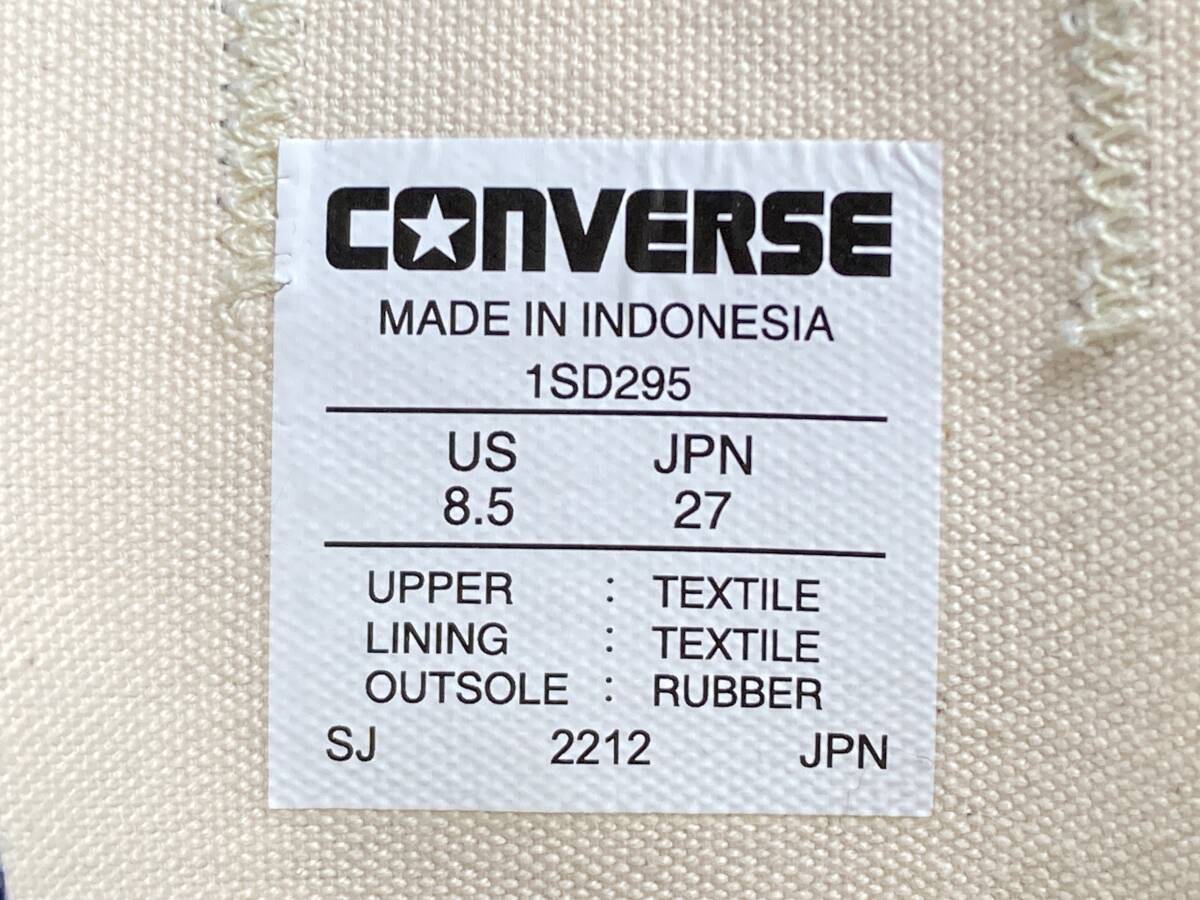 CONVERSE
MADE IN INDONESIA
1SD295
US JPN
8.5 27
UPPER : TEXTILE
LINING : TEXTILE
OUTSOLE : RUBBER
SJ 2212 JPN